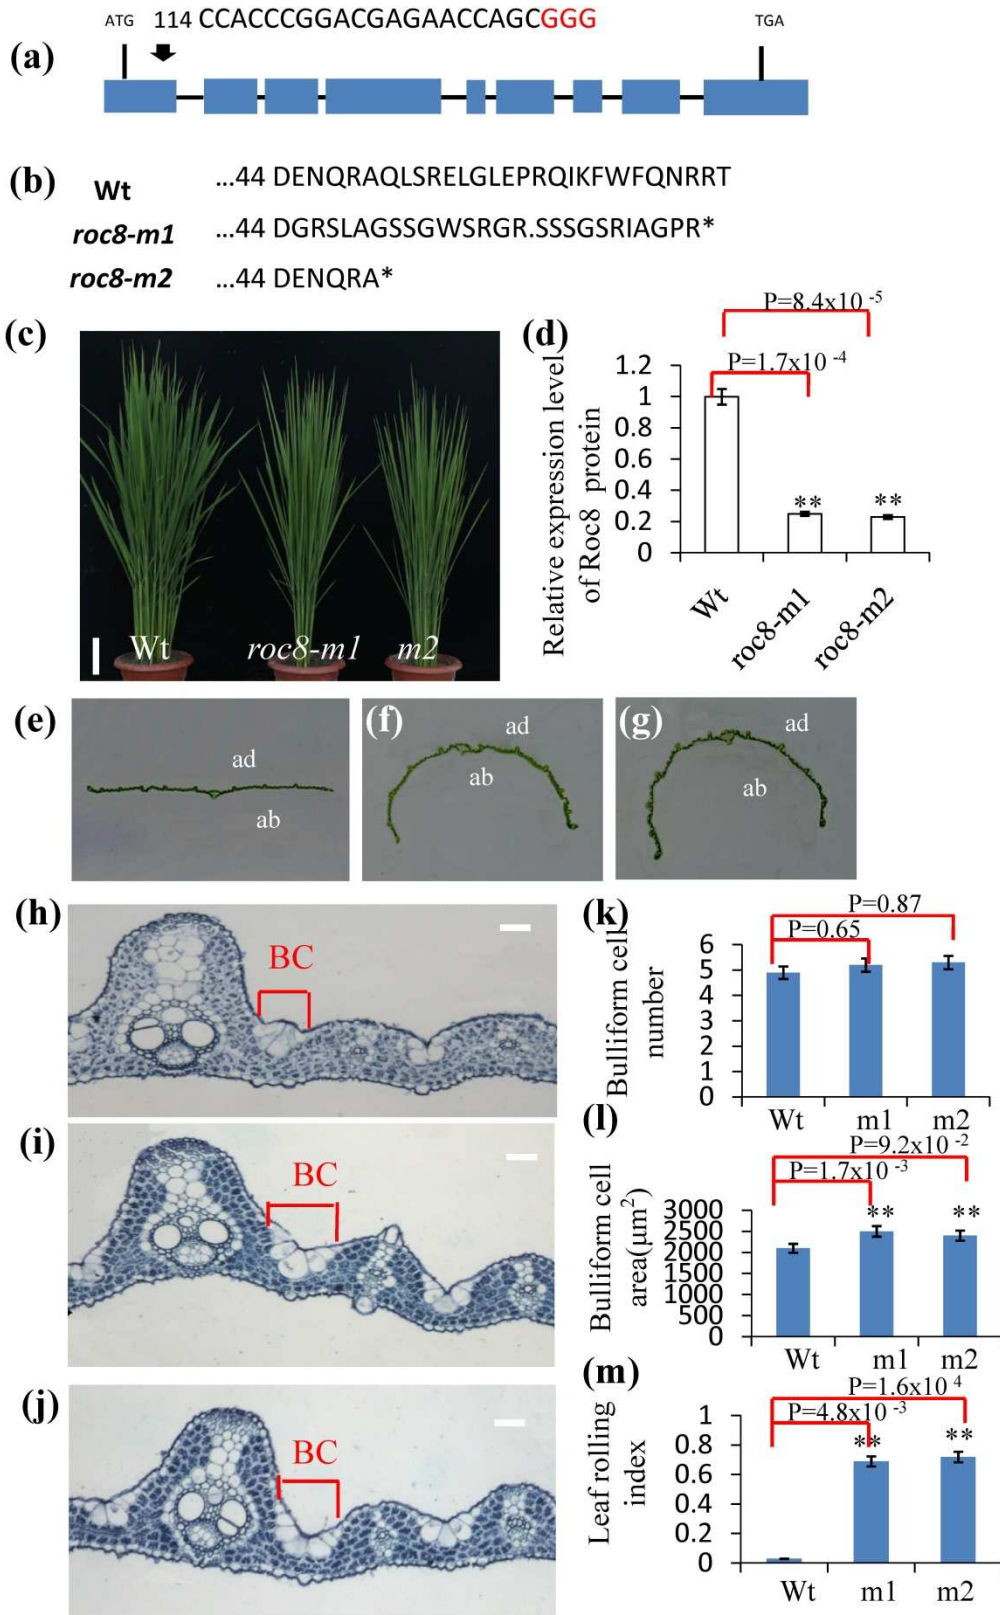 ATG 114 CCACCCGGACGAGAACCAGCGGG TGA
(a)
(b) Wt ...44 DENQRAQLSRELGLEPRQIKFWFQNRRT
roc8-m1 ...44 DGRSLAGSSGWSRGR.SSSGSRIAGPR*
roc8-m2 ...44 DENQRA*
(c)
Wt roc8-m1 m2
(d)
P=8.4x10 -5
P=1.7x10 -4
Relative expression level
of Roc8 protein
1.2
1
0.8
0.6
0.4
0.2
0
** **
Wt roc8-m1 roc8-m2
(e)
ad
ab
(f)
ad
ab
(g)
ad
ab
(h)
BC
(i)
BC
(j)
BC
(k)
P=0.87
P=0.65
Bulliform cell
number
6
5
4
3
2
1
0
Wt m1 m2
(l)
P=9.2x10 -2
P=1.7x10 -3
Bulliform cell
area(μm2)
3000
2500
2000
1500
1000
500
0
** **
Wt m1 m2
(m)
P=1.6x10 4
P=4.8x10 -3
Leaf rolling
index
1
0.8
0.6
0.4
0.2
0
** **
Wt m1 m2